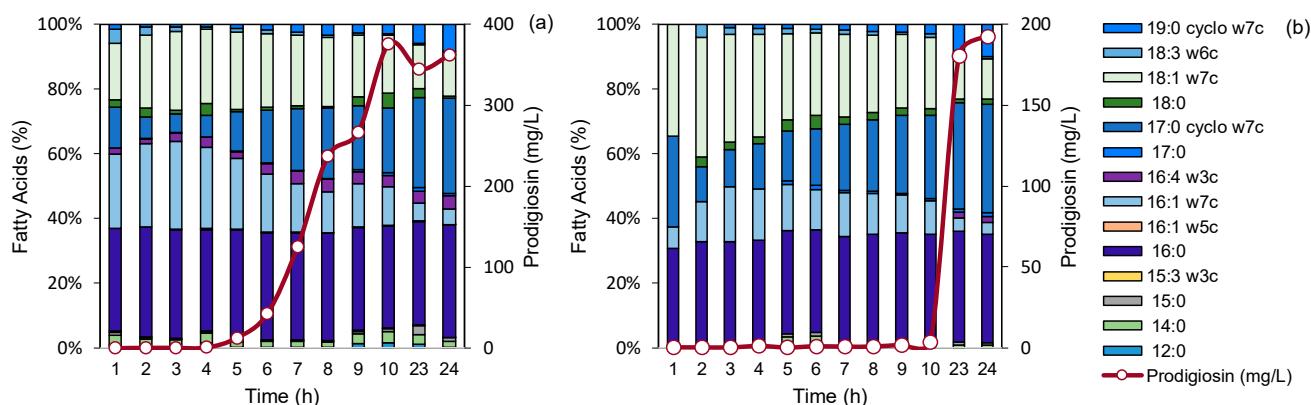 (a)
100%
80%
60%
40%
20%
0%
Fatty Acids (%)
400
300
200
100
0
Prodigiosin (mg/L)
1 2 3 4 5 6 7 8 9 10 23 24
Time (h)
(b)
100%
80%
60%
40%
20%
0%
Fatty Acids (%)
200
150
100
50
0
Prodigiosin (mg/L)
1 2 3 4 5 6 7 8 9 10 23 24
Time (h)
19:0 cyclo w7c
18:3 w6c
18:1 w7c
18:0
17:0 cyclo w7c
17:0
16:4 w3c
16:1 w7c
16:1 w5c
16:0
15:3 w3c
15:0
14:0
12:0
Prodigiosin (mg/L)